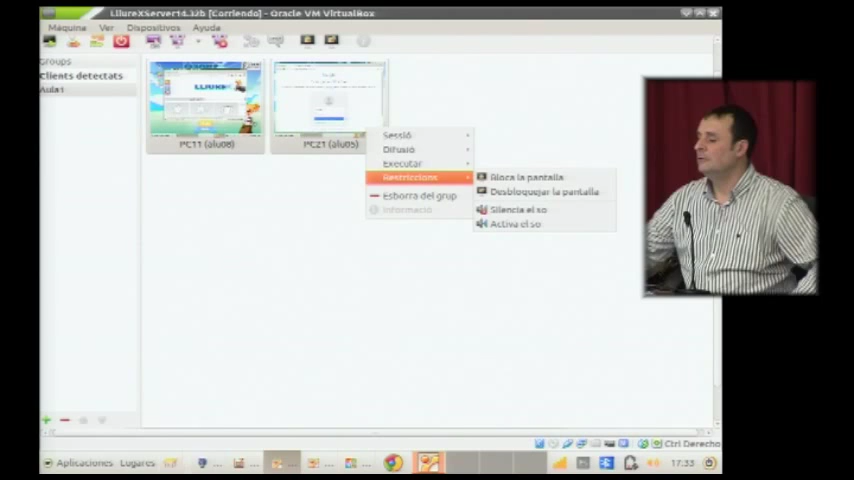 LliureXServer14.32b [Corriendo] - Oracle VM VirtualBox
Máquina Ver Dispositivos Ayuda
Groups
Clients detectats
Aula1
LLIUREX
PC11 (alu08)
PC21 (alu05)
Sessió
Difusió
Executar
Restriccions
Esborra del grup
Informació
Bloca la pantalla
Desbloquejar la pantalla
Silencia el so
Activa el so
Ctrl Derecho
Aplicaciones Lugares
17:33